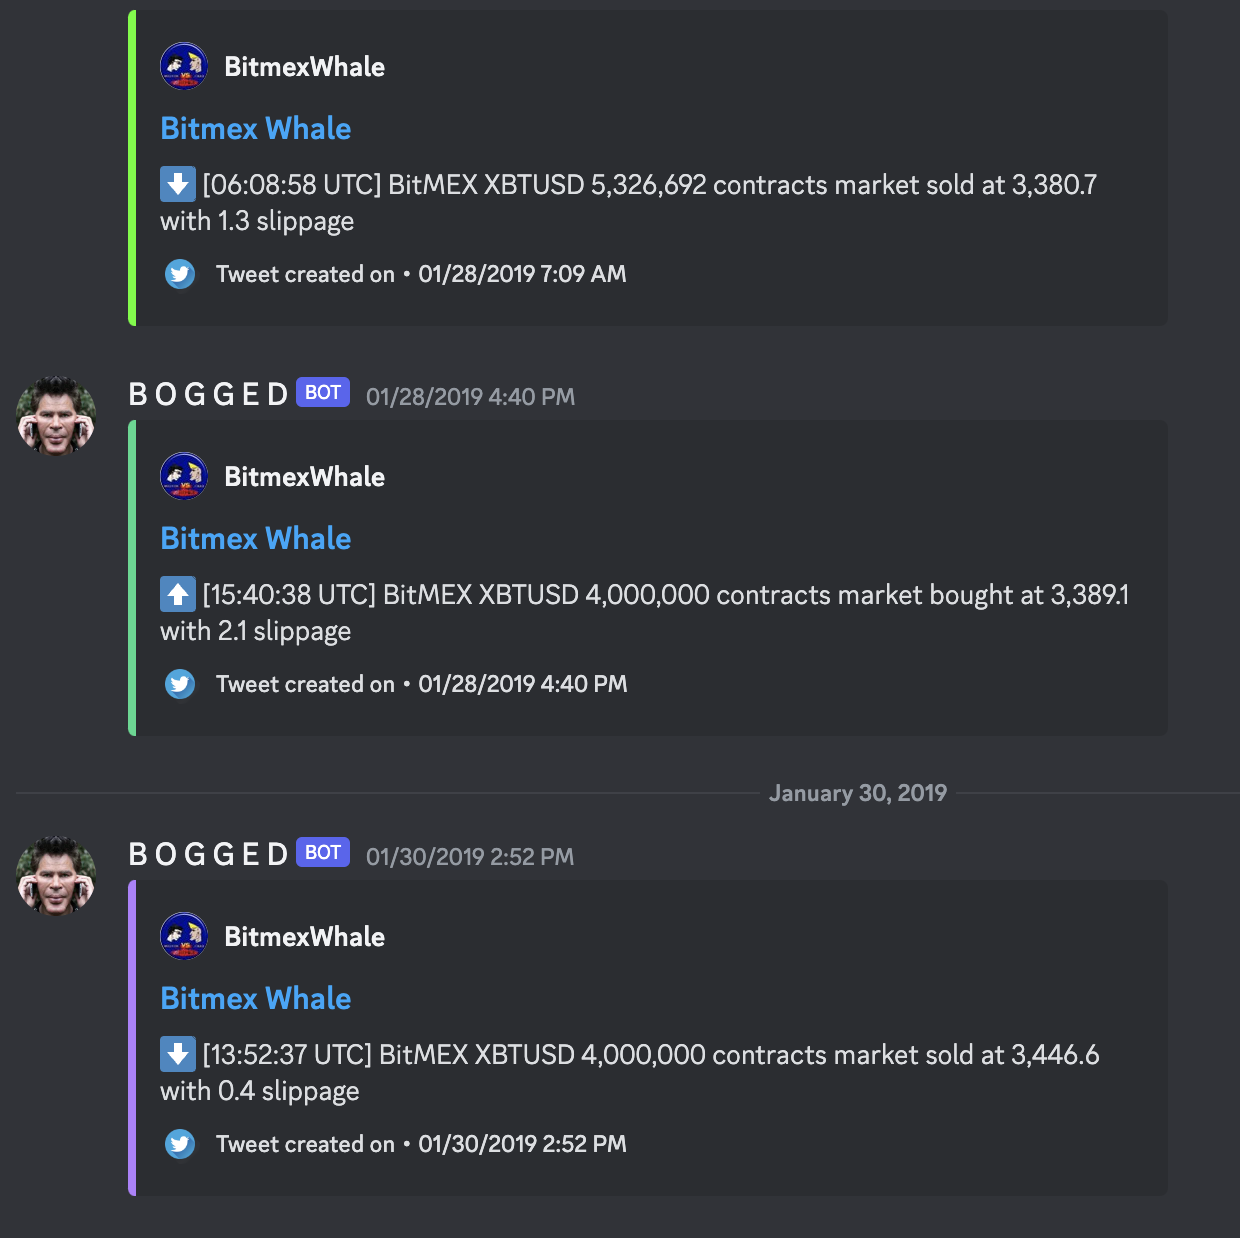 BitmexWhale
Bitmex Whale
⬇ [06:08:58 UTC] BitMEX XBTUSD 5,326,692 contracts market sold at 3,380.7
with 1.3 slippage
Tweet created on • 01/28/2019 7:09 AM
B O G G E D BOT 01/28/2019 4:40 PM
BitmexWhale
Bitmex Whale
⬆ [15:40:38 UTC] BitMEX XBTUSD 4,000,000 contracts market bought at 3,389.1
with 2.1 slippage
Tweet created on • 01/28/2019 4:40 PM
January 30, 2019
B O G G E D BOT 01/30/2019 2:52 PM
BitmexWhale
Bitmex Whale
⬇ [13:52:37 UTC] BitMEX XBTUSD 4,000,000 contracts market sold at 3,446.6
with 0.4 slippage
Tweet created on • 01/30/2019 2:52 PM